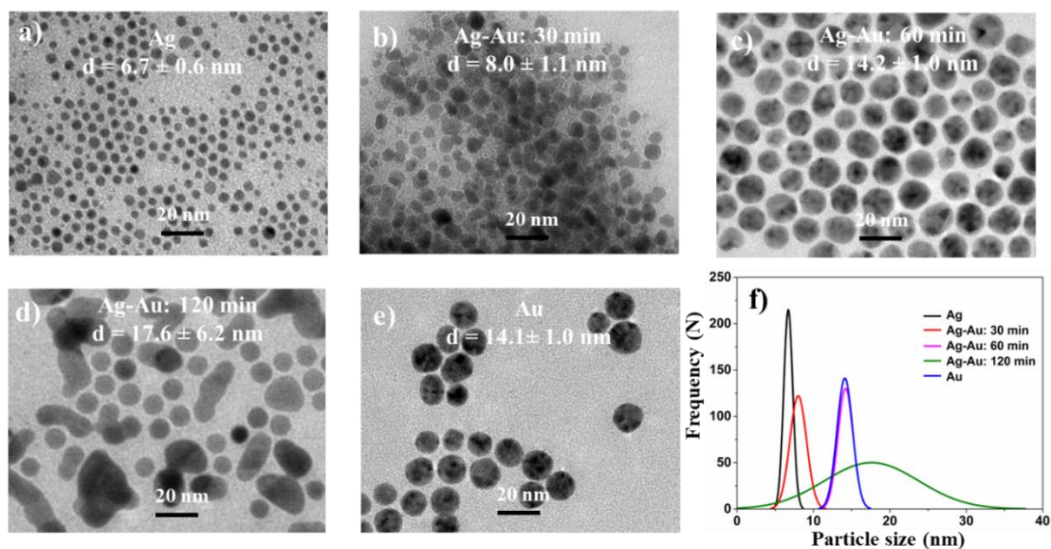 a)
Ag
d = 6.7 ± 0.6 nm
20 nm
b)
Ag-Au: 30 min
d = 8.0 ± 1.1 nm
20 nm
c)
Ag-Au: 60 min
d = 14.2 ± 1.0 nm
20 nm
d)
Ag-Au: 120 min
d = 17.6 ± 6.2 nm
20 nm
e)
Au
d = 14.1± 1.0 nm
20 nm
f)
Frequency (N)
250
200
150
100
50
0
Ag
Ag-Au: 30 min
Ag-Au: 60 min
Ag-Au: 120 min
Au
0 10 20 30 40
Particle size (nm)